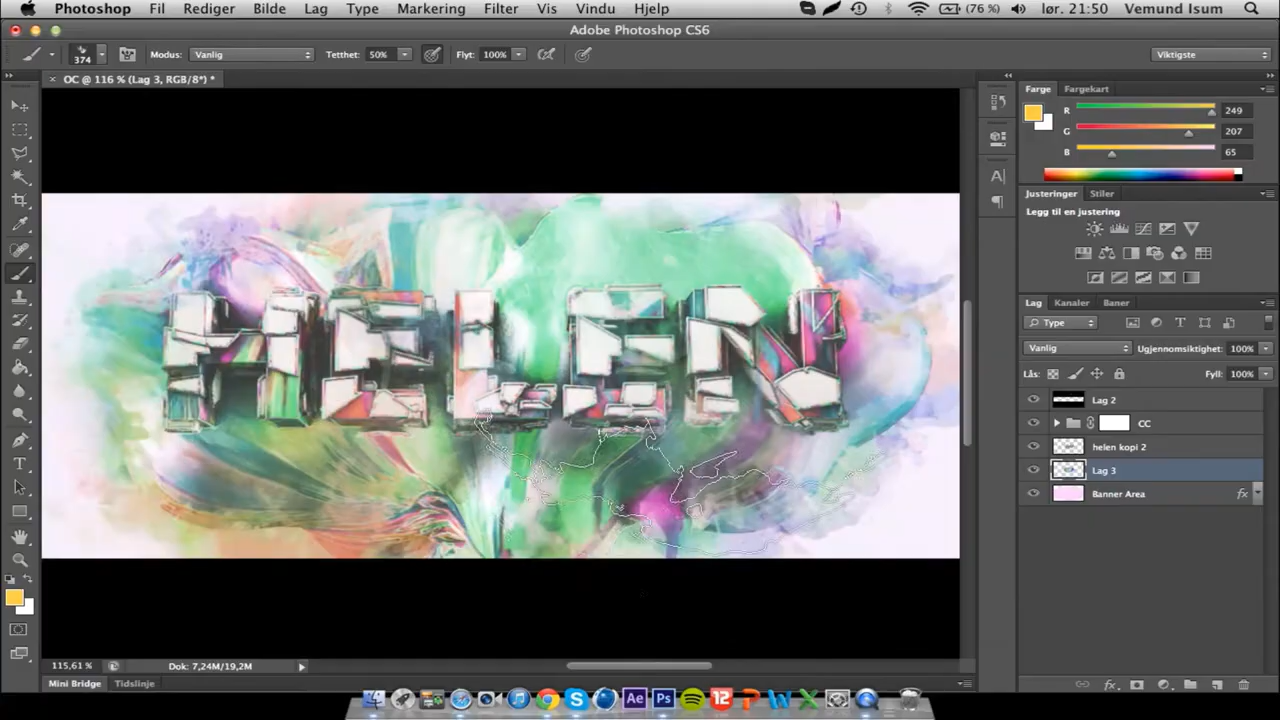 Photoshop Fil Rediger Bilde Lag Type Markering Filter Vis Vindu Hjelp (76 %) lør. 21:50 Vemund Isum
Adobe Photoshop CS6
374 Modus: Vanlig Tetthet: 50% Flyt: 100% Viktigste
× OC @ 116 % (Lag 3, RGB/8*) *
Farge Fargekart
R 249
G 207
B 65
Justeringer Stiler
Legg til en justering
HELEN
Lag Kanaler Baner
Type
Vanlig Ugjennomsiktighet: 100%
Lås: Fyll: 100%
Lag 2
CC
helen kopi 2
Lag 3
Banner Area fx
115,61 % Dok: 7,24M/19,2M
Mini Bridge Tidslinje
fx
Ae Ps 12 P W X